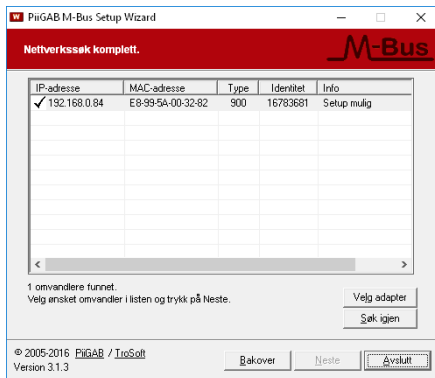 PiiGAB M-Bus Setup Wizard
Nettverkssøk komplett.
M-Bus
IP-adresse MAC-adresse Type Identitet Info
192.168.0.84 E8-99-5A-00-32-82 900 16783681 Setup mulig
1 omvandlere funnet.
Velg ønsket omvandler i listen og trykk på Neste.
Velg adapter
Søk igjen
© 2005-2016 PiiGAB / TroSoft
Version 3.1.3
Bakover Neste Avslutt